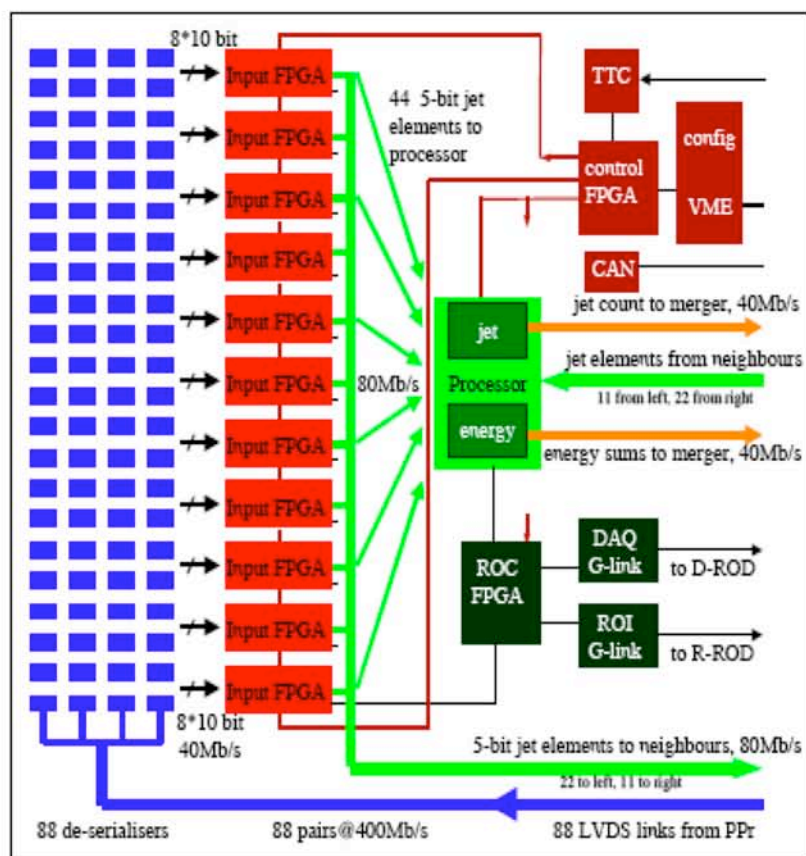 8*10 bit
Input FPGA
Input FPGA
Input FPGA
Input FPGA
Input FPGA
Input FPGA
Input FPGA
Input FPGA
Input FPGA
Input FPGA
Input FPGA
44 5-bit jet
elements to
processor
80Mb/s
TTC
control
FPGA
config
VME
CAN
jet count to merger, 40Mb/s
jet
Processor
energy
jet elements from neighbours
11 from left, 22 from right
energy sums to merger, 40Mb/s
ROC
FPGA
DAQ
G-link
to D-ROD
ROI
G-link
to R-ROD
8*10 bit
40Mb/s
5-bit jet elements to neighbours, 80Mb/s
22 to left, 11 to right
88 de-serialisers
88 pairs@400Mb/s
88 LVDS links from PPr